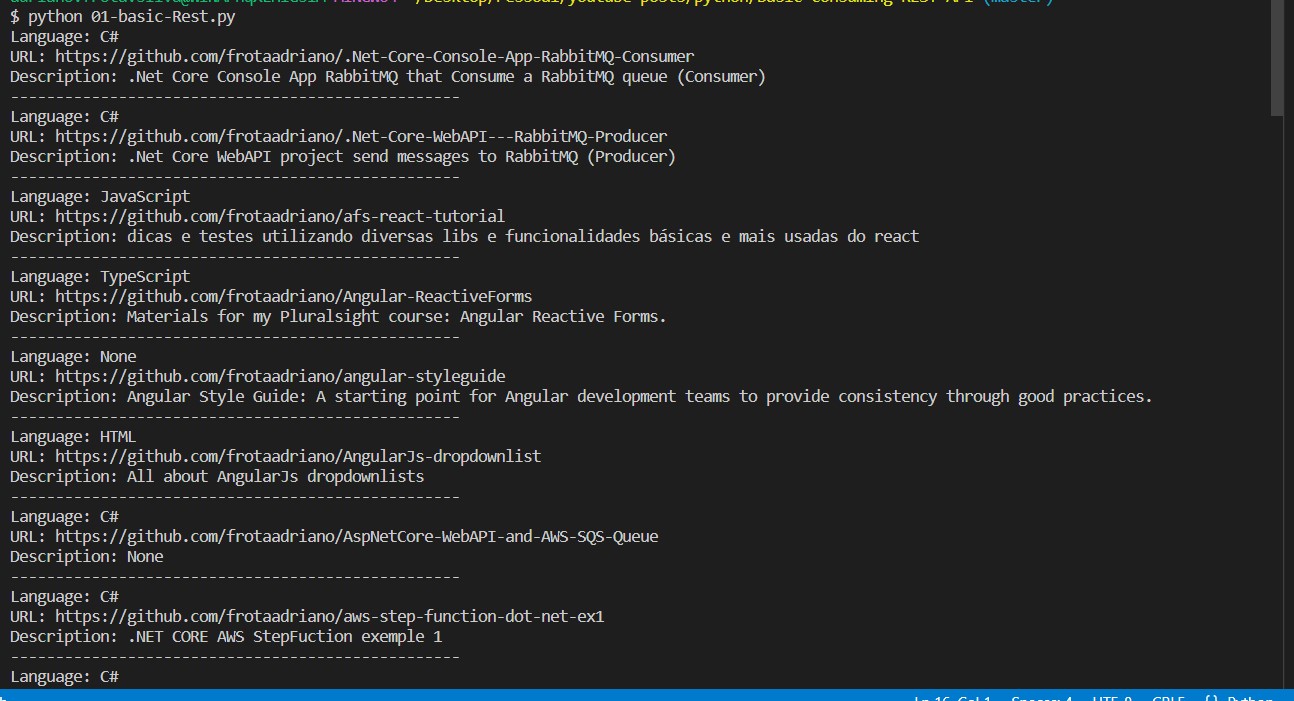 $ python 01-basic-Rest.py
Language: C#
URL: https://github.com/frotaadriano/.Net-Core-Console-App-RabbitMQ-Consumer
Description: .Net Core Console App RabbitMQ that Consume a RabbitMQ queue (Consumer)
--------------------------------------------------
Language: C#
URL: https://github.com/frotaadriano/.Net-Core-WebAPI---RabbitMQ-Producer
Description: .Net Core WebAPI project send messages to RabbitMQ (Producer)
--------------------------------------------------
Language: JavaScript
URL: https://github.com/frotaadriano/afs-react-tutorial
Description: dicas e testes utilizando diversas libs e funcionalidades básicas e mais usadas do react
--------------------------------------------------
Language: TypeScript
URL: https://github.com/frotaadriano/Angular-ReactiveForms
Description: Materials for my Pluralsight course: Angular Reactive Forms.
--------------------------------------------------
Language: None
URL: https://github.com/frotaadriano/angular-styleguide
Description: Angular Style Guide: A starting point for Angular development teams to provide consistency through good practices.
--------------------------------------------------
Language: HTML
URL: https://github.com/frotaadriano/AngularJs-dropdownlist
Description: All about AngularJs dropdownlists
--------------------------------------------------
Language: C#
URL: https://github.com/frotaadriano/AspNetCore-WebAPI-and-AWS-SQS-Queue
Description: None
--------------------------------------------------
Language: C#
URL: https://github.com/frotaadriano/aws-step-function-dot-net-ex1
Description: .NET CORE AWS StepFuction exemple 1
--------------------------------------------------
Language: C#